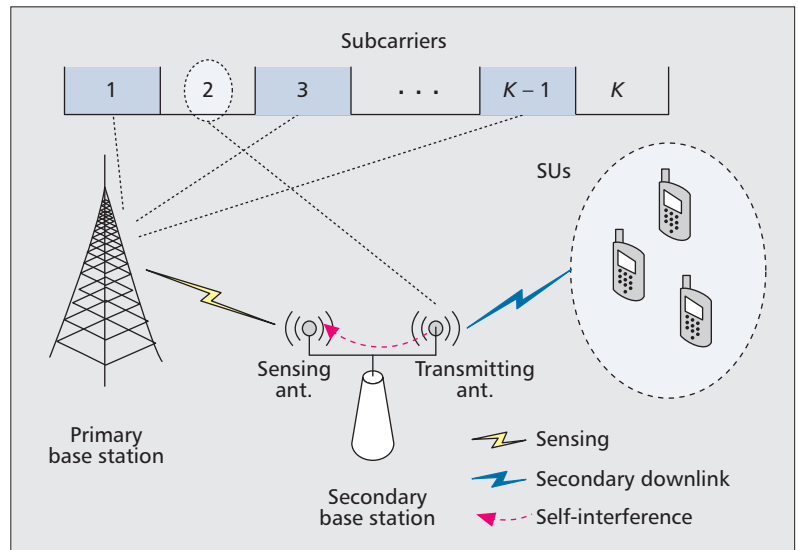 Subcarriers
1
2
3
. . .
K – 1
K
SUs
Sensing
ant.
Transmitting
ant.
Primary
base station
Secondary
base station
Sensing
Secondary downlink
Self-interference